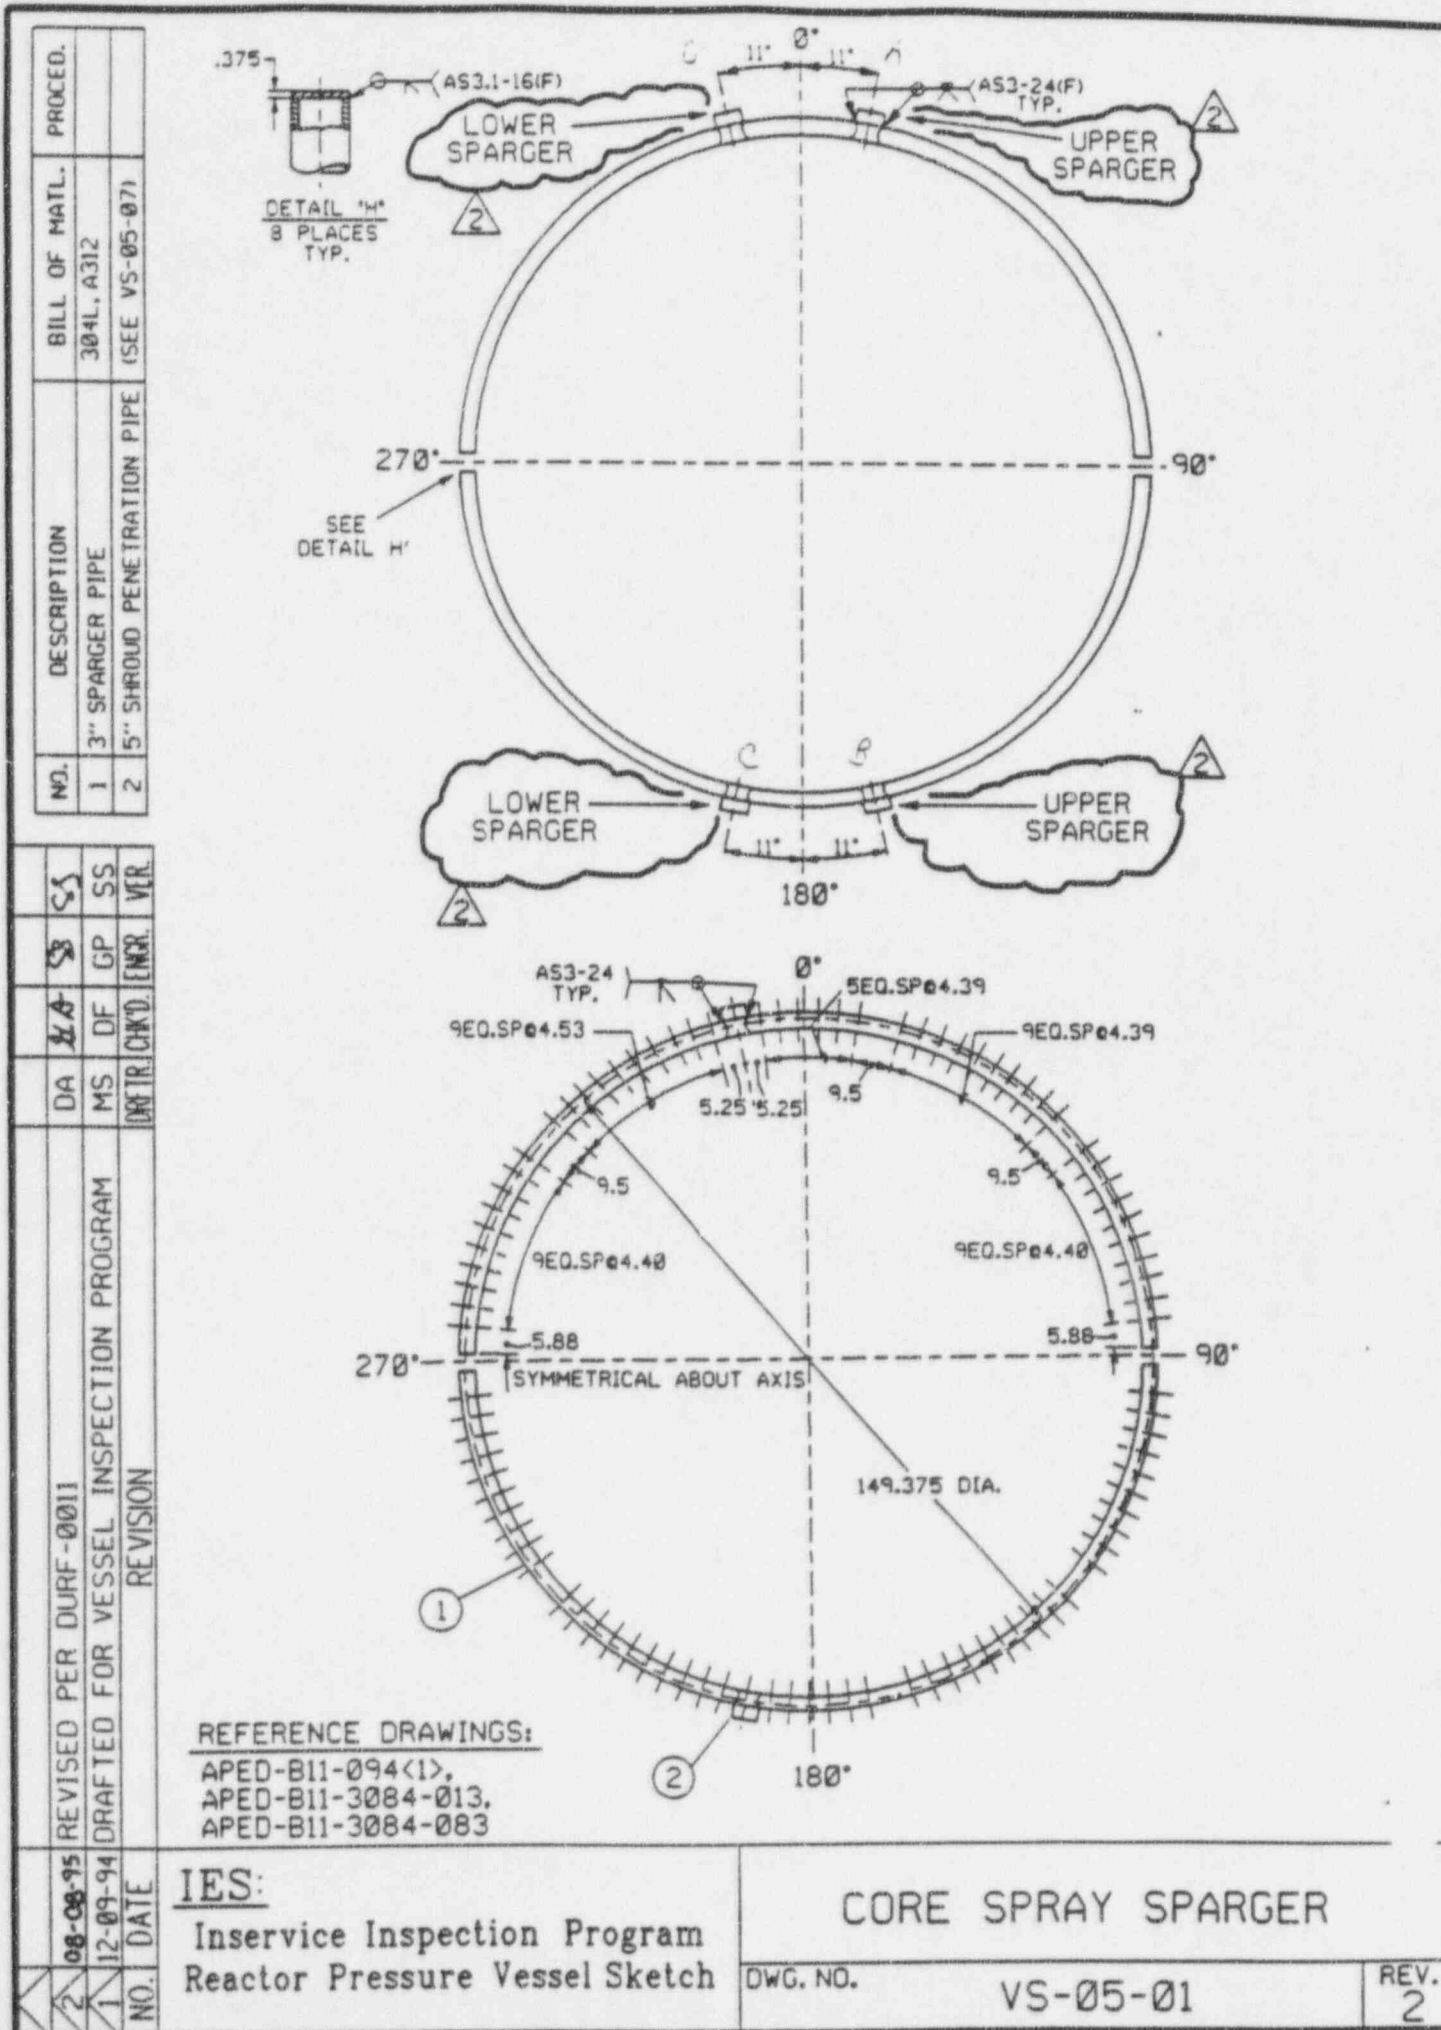 .375
AS3.1-16(F)
DETAIL "H"
8 PLACES
TYP.
11° 0° 11° A
AS3-24(F)
TYP.
LOWER
SPARGER
UPPER
SPARGER
2
2
270°
90°
SEE
DETAIL H'
C B
LOWER
SPARGER
UPPER
SPARGER
2
2
11° 11°
180°
AS3-24
TYP.
0°
5EQ.SP@4.39
9EQ.SP@4.53
9EQ.SP@4.39
5.25 5.25
9.5
9.5
9.5
9EQ.SP@4.40
9EQ.SP@4.40
5.88
5.88
270°
90°
SYMMETRICAL ABOUT AXIS
149.375 DIA.
1
2
180°
REFERENCE DRAWINGS:
APED-B11-094<1>,
APED-B11-3084-013,
APED-B11-3084-083
NO. DESCRIPTION BILL OF MATL. PROCED.
1 3" SPARGER PIPE 304L, A312
2 5" SHROUD PENETRATION PIPE (SEE VS-05-07)
2 08-08-95 REVISED PER DURF-0011 DA
1 12-09-94 DRAFTED FOR VESSEL INSPECTION PROGRAM MS DF GP SS
NO. DATE REVISION DRFTR. CHK'D. ENGR. VER.
IES:
Inservice Inspection Program
Reactor Pressure Vessel Sketch
CORE SPRAY SPARGER
DWG. NO. VS-05-01
REV. 2